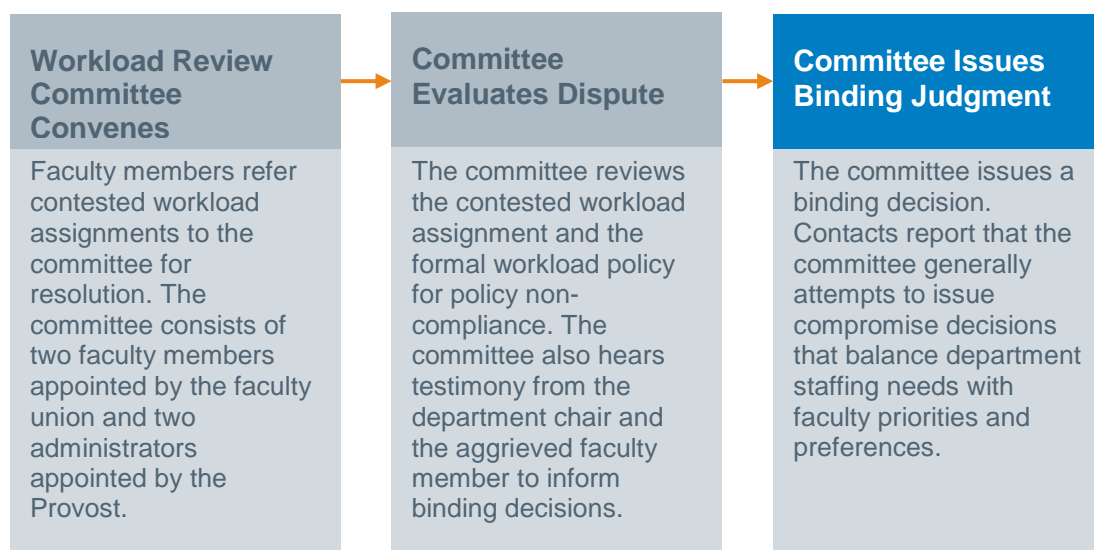 Workload Review
Committee
Convenes
Faculty members refer
contested workload
assignments to the
committee for
resolution. The
committee consists of
two faculty members
appointed by the faculty
union and two
administrators
appointed by the
Provost.
Committee
Evaluates Dispute
The committee reviews
the contested workload
assignment and the
formal workload policy
for policy non-
compliance. The
committee also hears
testimony from the
department chair and
the aggrieved faculty
member to inform
binding decisions.
Committee Issues
Binding Judgment
The committee issues a
binding decision.
Contacts report that the
committee generally
attempts to issue
compromise decisions
that balance department
staffing needs with
faculty priorities and
preferences.